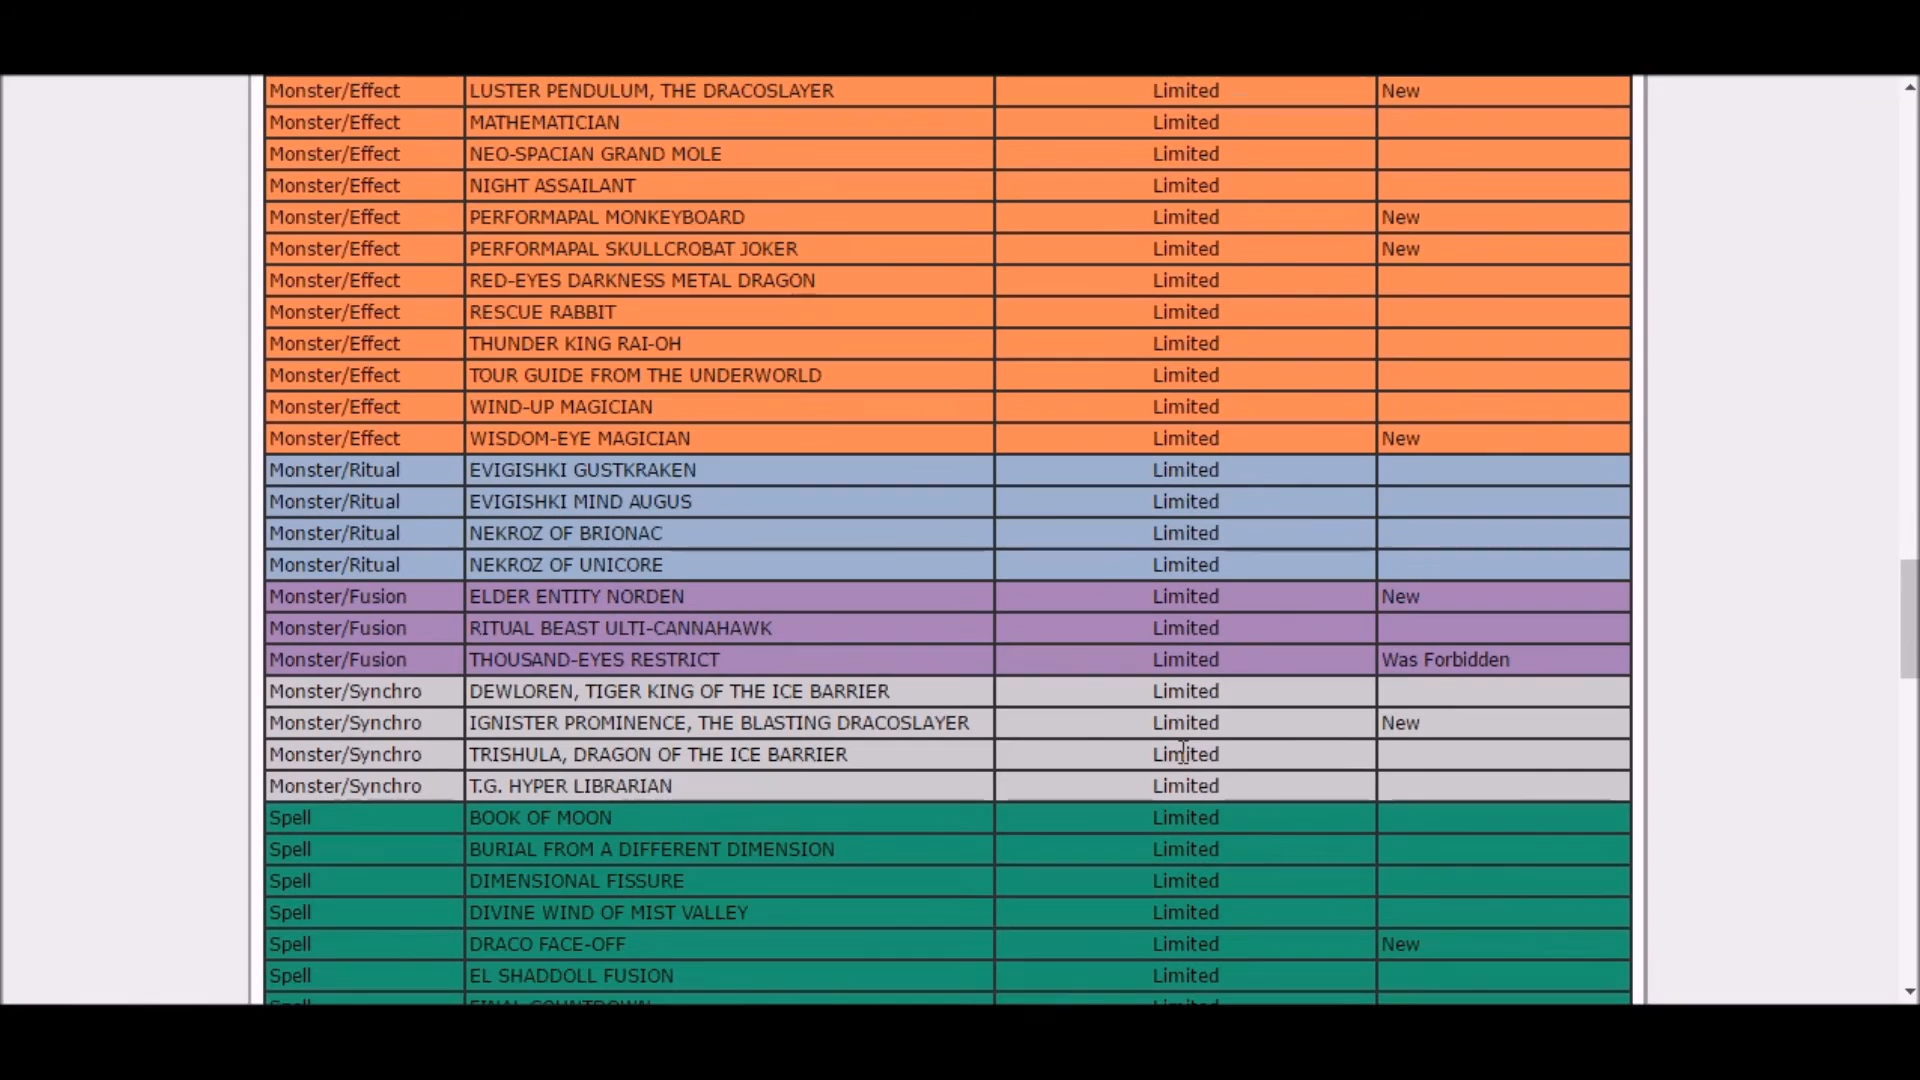 Monster/Effect LUSTER PENDULUM, THE DRACOSLAYER Limited New
Monster/Effect MATHEMATICIAN Limited
Monster/Effect NEO-SPACIAN GRAND MOLE Limited
Monster/Effect NIGHT ASSAILANT Limited
Monster/Effect PERFORMAPAL MONKEYBOARD Limited New
Monster/Effect PERFORMAPAL SKULLCROBAT JOKER Limited New
Monster/Effect RED-EYES DARKNESS METAL DRAGON Limited
Monster/Effect RESCUE RABBIT Limited
Monster/Effect THUNDER KING RAI-OH Limited
Monster/Effect TOUR GUIDE FROM THE UNDERWORLD Limited
Monster/Effect WIND-UP MAGICIAN Limited
Monster/Effect WISDOM-EYE MAGICIAN Limited New
Monster/Ritual EVIGISHKI GUSTKRAKEN Limited
Monster/Ritual EVIGISHKI MIND AUGUS Limited
Monster/Ritual NEKROZ OF BRIONAC Limited
Monster/Ritual NEKROZ OF UNICORE Limited
Monster/Fusion ELDER ENTITY NORDEN Limited New
Monster/Fusion RITUAL BEAST ULTI-CANNAHAWK Limited
Monster/Fusion THOUSAND-EYES RESTRICT Limited Was Forbidden
Monster/Synchro DEWLOREN, TIGER KING OF THE ICE BARRIER Limited
Monster/Synchro IGNISTER PROMINENCE, THE BLASTING DRACOSLAYER Limited New
Monster/Synchro TRISHULA, DRAGON OF THE ICE BARRIER Limited
Monster/Synchro T.G. HYPER LIBRARIAN Limited
Spell BOOK OF MOON Limited
Spell BURIAL FROM A DIFFERENT DIMENSION Limited
Spell DIMENSIONAL FISSURE Limited
Spell DIVINE WIND OF MIST VALLEY Limited
Spell DRACO FACE-OFF Limited New
Spell EL SHADDOLL FUSION Limited
Spell FINAL COUNTDOWN Limited